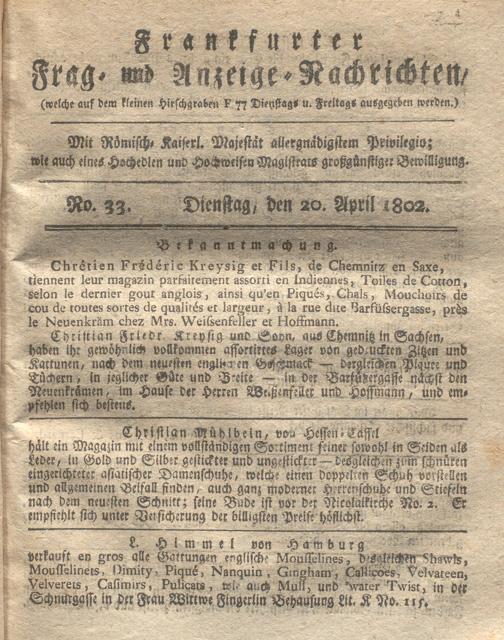 Frankfurter
Frag- und Anzeige-Nachrichten,
(welche auf dem kleinen Hirschgraben F 77 Dienstags u. Freitags ausgegeben werden.)
Mit Römisch. Kaiserl. Majestät allergnädigstem Privilegio;
wie auch eines Hochedlen und Hochweisen Magistrats großgünstiger Bewilligung.
No. 33. Dienstag, den 20. April 1802.
Bekanntmachung.
Chrétien Frédéric Kreysig et Fils, de Chemnitz en Saxe,
tiennent leur magazin parfaitement assorti en Indiennes, Toiles de Cotton,
selon le dernier gout anglois, ainsi qu'en Piqués, Chals, Mouchoirs de
cou de toutes sortes de qualités et largeur, à la rue dite Barfüsergasse, près
le Neuenkräm chez Mrs. Weißenfeller et Hoffmann.
Christian Friedr. Kreysig und Sohn, aus Chemnitz in Sachsen,
haben ihr gewöhnlich vollkommen assortirtes Lager von gedruckten Zitzen und
Kattunen, nach dem neuesten englischen Geschmack — dergleichen Piqure und
Tüchern, in jeglicher Güte und Breite — in der Barfüßergasse nächst den
Neuenkrämen, im Hause der Herren Weißenfeller und Hoffmann, und em-
pfehlen sich bestens.
Christian Mühlbein, von Hessen-Cassel
hält ein Magazin mit einem vollständigen Sortiment feiner sowohl in Seiden als
Leder, in Gold und Silber gestickter und ungestickter — desgleichen zum schnüren
eingerichteter asiatischer Damenschuhe, welche einen doppelten Schuh vorstellen
und allgemeinen Beifall finden, auch ganz moderner Herrenschuhe und Stiefeln
nach dem neuesten Schnitt; seine Bude ist vor der Nicolaikirche No. 2. Er
empfiehlt sich unter Versicherung der billigsten Preise höflichst.
L. Himmel von Hamburg
verkauft en gros alle Gattungen englische Mousselines, desgleichen Shawls,
Mousselinets, Dimity, Piqué, Nanquin, Gingham, Callicoes, Velvateen,
Velverets, Casimirs, Pulicats, wie auch Mull, und water Twist, in der
Schnurgasse in der Frau Wittwe Fingerlin Behausung Lit. K No. 115.